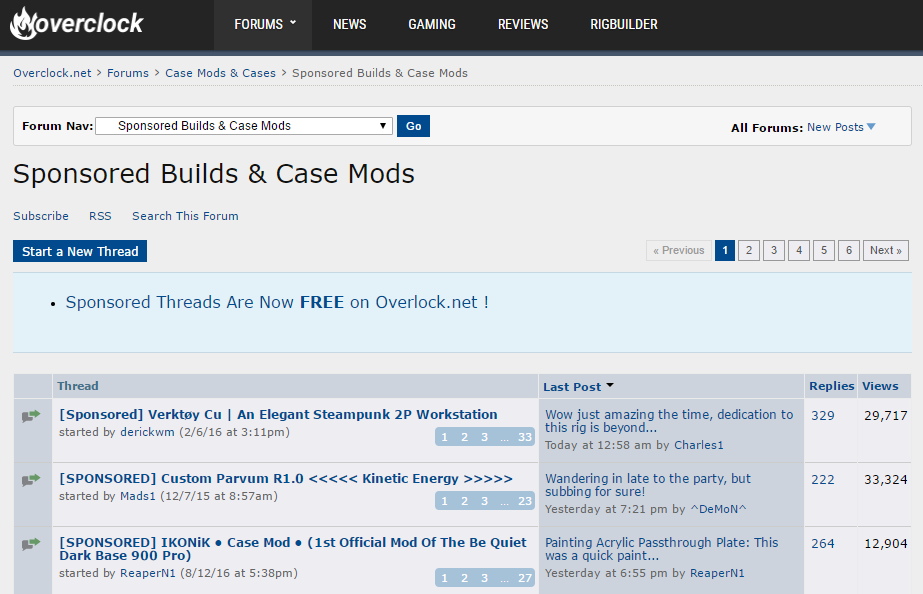 overclock
FORUMS NEWS GAMING REVIEWS RIGBUILDER
Overclock.net > Forums > Case Mods & Cases > Sponsored Builds & Case Mods
Forum Nav: Sponsored Builds & Case Mods ▼ Go All Forums: New Posts ▼
Sponsored Builds & Case Mods
Subscribe RSS Search This Forum
Start a New Thread « Previous 1 2 3 4 5 6 Next »
• Sponsored Threads Are Now FREE on Overlock.net !
Thread Last Post Replies Views
[Sponsored] Verktøy Cu | An Elegant Steampunk 2P Workstation
started by derickwm (2/6/16 at 3:11pm)
1 2 3 ... 33
Wow just amazing the time, dedication to
this rig is beyond...
Today at 12:58 am by Charles1
329 29,717
[SPONSORED] Custom Parvum R1.0 <<<<< Kinetic Energy >>>>>
started by Mads1 (12/7/15 at 8:57am)
1 2 3 ... 23
Wandering in late to the party, but
subbing for sure!
Yesterday at 7:21 pm by ^DeMoN^
222 33,324
[SPONSORED] IKONiK ● Case Mod ● (1st Official Mod Of The Be Quiet
Dark Base 900 Pro)
started by ReaperN1 (8/12/16 at 5:38pm)
1 2 3 ... 27
Painting Acrylic Passthrough Plate: This
was a quick paint...
Yesterday at 6:55 pm by ReaperN1
264 12,904